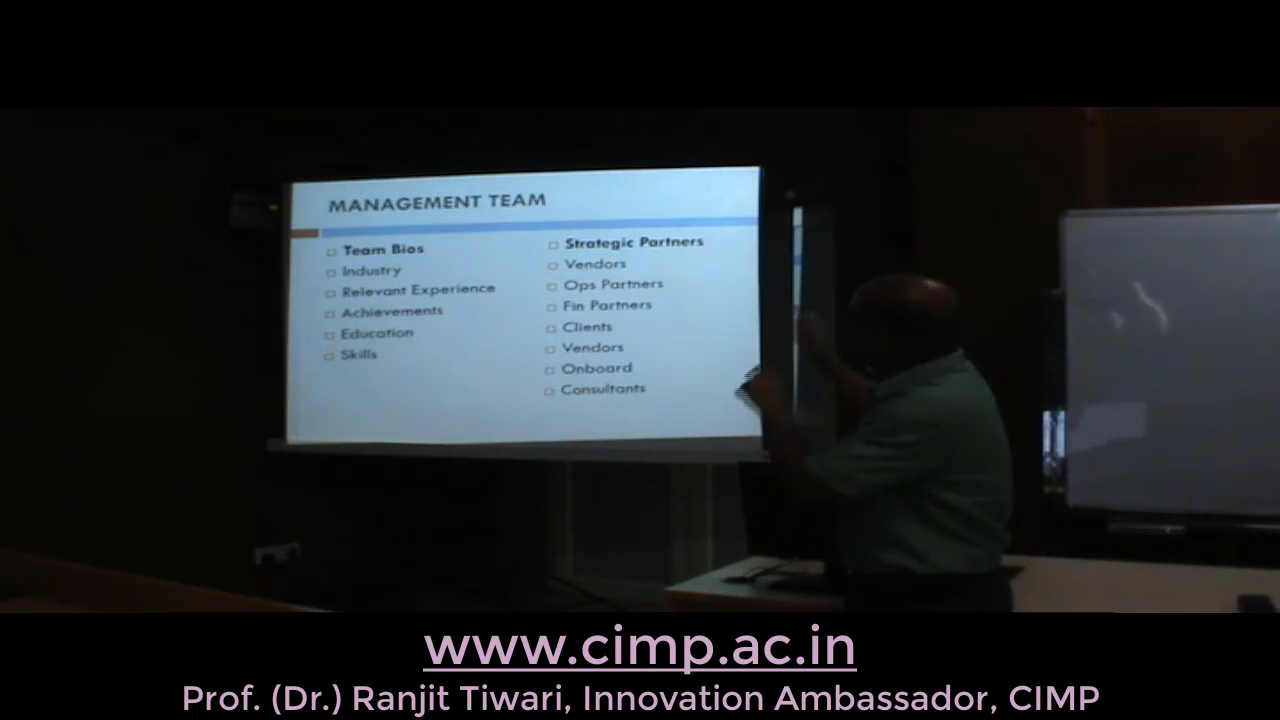 MANAGEMENT TEAM
Team Bios
Industry
Relevant Experience
Achievements
Education
Skills
Strategic Partners
Vendors
Ops Partners
Fin Partners
Clients
Vendors
Onboard
Consultants
www.cimp.ac.in
Prof. (Dr.) Ranjit Tiwari, Innovation Ambassador, CIMP